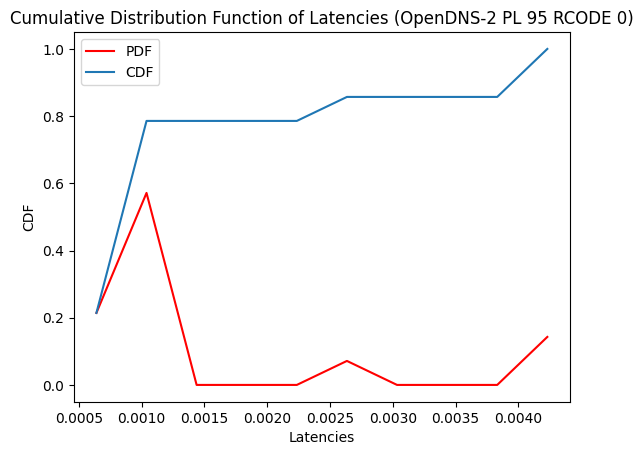 Cumulative Distribution Function of Latencies (OpenDNS-2 PL 95 RCODE 0)
PDF
CDF
1.0
0.8
0.6
0.4
0.2
0.0
CDF
0.0005 0.0010 0.0015 0.0020 0.0025 0.0030 0.0035 0.0040
Latencies